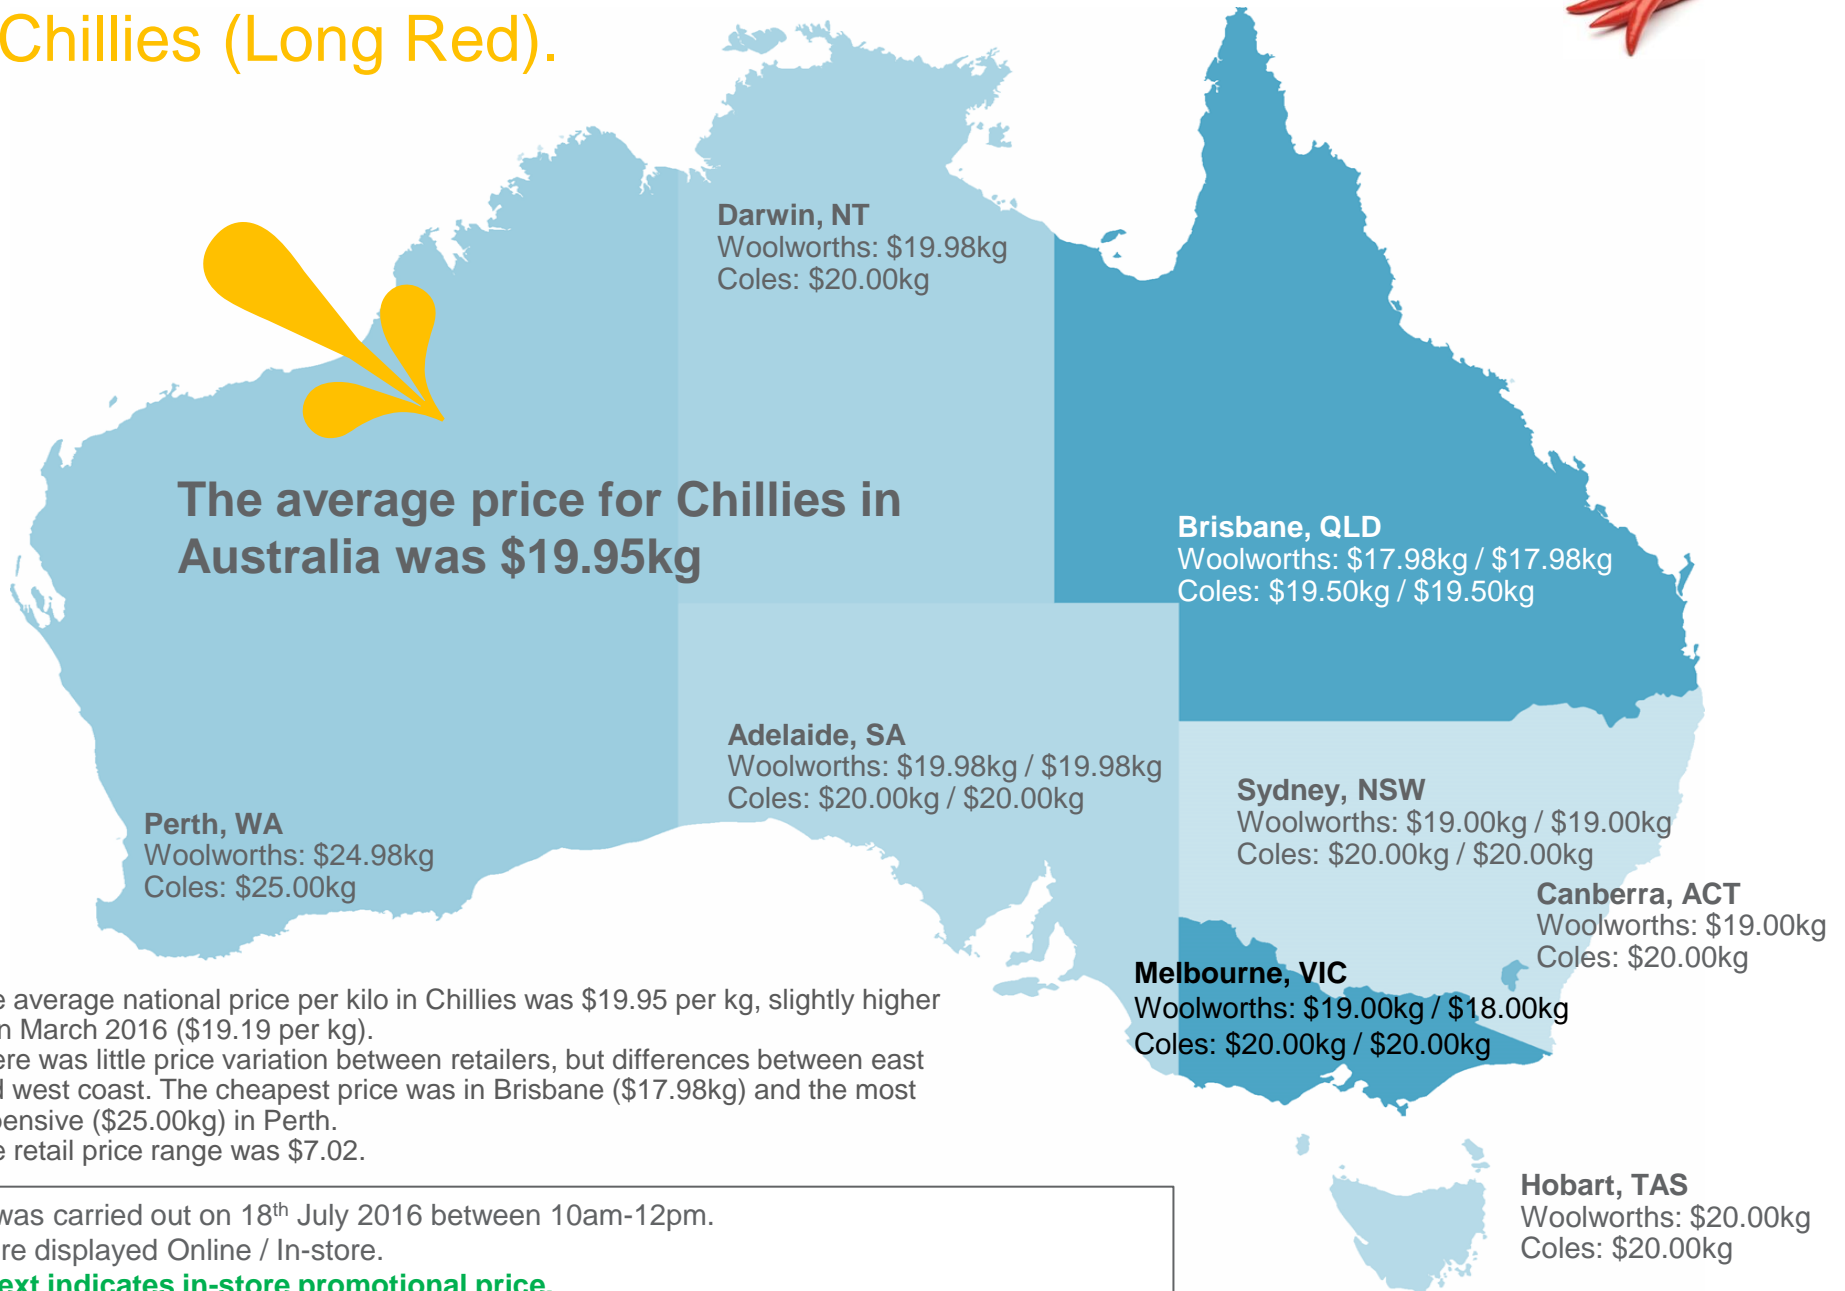 Chillies (Long Red).
Darwin, NT
Woolworths: $19.98kg
Coles: $20.00kg
The average price for Chillies in
Australia was $19.95kg
Brisbane, QLD
Woolworths: $17.98kg / $17.98kg
Coles: $19.50kg / $19.50kg
Adelaide, SA
Woolworths: $19.98kg / $19.98kg
Coles: $20.00kg / $20.00kg
Sydney, NSW
Woolworths: $19.00kg / $19.00kg
Coles: $20.00kg / $20.00kg
Perth, WA
Woolworths: $24.98kg
Coles: $25.00kg
Canberra, ACT
Woolworths: $19.00kg
Coles: $20.00kg
Melbourne, VIC
Woolworths: $19.00kg / $18.00kg
Coles: $20.00kg / $20.00kg
e average national price per kilo in Chillies was $19.95 per kg, slightly higher
n March 2016 ($19.19 per kg).
ere was little price variation between retailers, but differences between east
d west coast. The cheapest price was in Brisbane ($17.98kg) and the most
ensive ($25.00kg) in Perth.
e retail price range was $7.02.
Hobart, TAS
Woolworths: $20.00kg
Coles: $20.00kg
was carried out on 18th July 2016 between 10am-12pm.
re displayed Online / In-store.
ext indicates in-store promotional price.